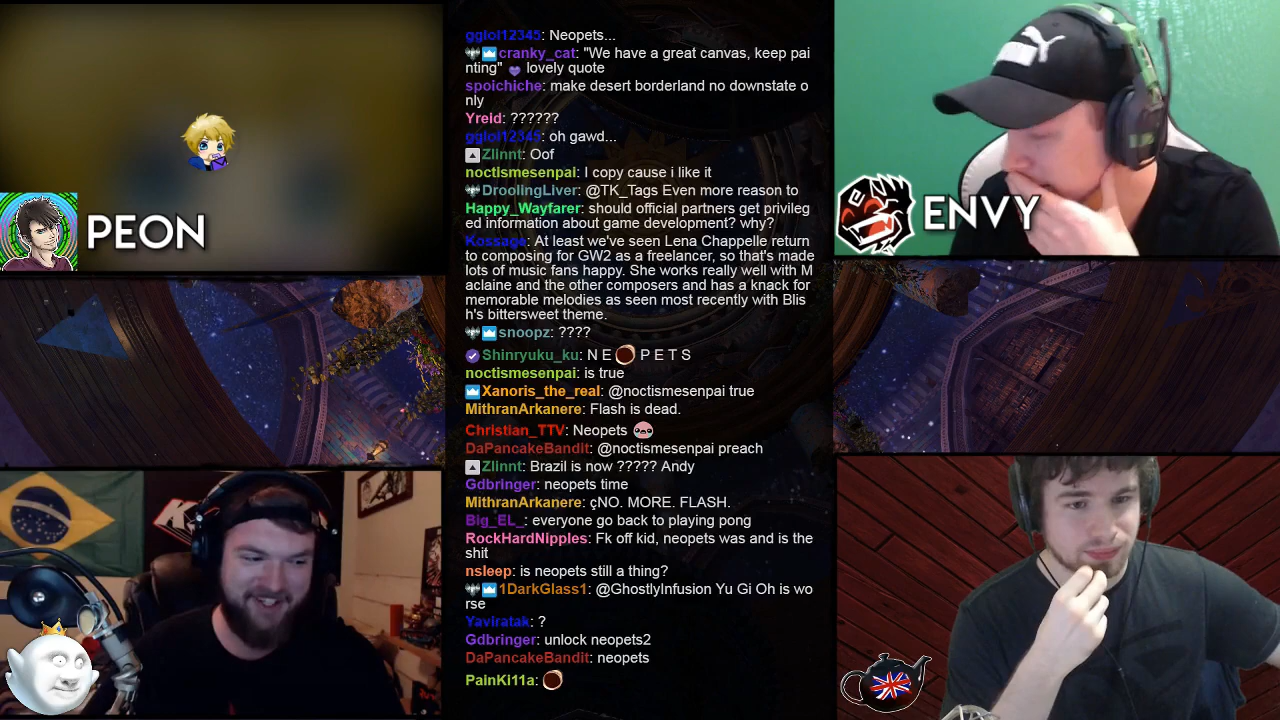 PEON
gglol12345: Neopets...
cranky_cat: "We have a great canvas, keep pai
nting" lovely quote
spoichiche: make desert borderland no downstate o
nly
Yreid: ??????
gglol12345: oh gawd...
Zlinnt: Oof
noctismesenpai: I copy cause i like it
DroolingLiver: @TK_Tags Even more reason to
Happy_Wayfarer: should official partners get privileg
ed information about game development? why?
Kossage: At least we've seen Lena Chappelle return
to composing for GW2 as a freelancer, so that's made
lots of music fans happy. She works really well with M
aclaine and the other composers and has a knack for
memorable melodies as seen most recently with Blis
h's bittersweet theme.
snoopz: ????
Shinryuku_ku: N E P E T S
noctismesenpai: is true
Xanoris_the_real: @noctismesenpai true
MithranArkanere: Flash is dead.
Christian_TTV: Neopets
DaPancakeBandit: @noctismesenpai preach
Zlinnt: Brazil is now ????? Andy
Gdbringer: neopets time
MithranArkanere: çNO. MORE. FLASH.
Big_EL_: everyone go back to playing pong
RockHardNipples: Fk off kid, neopets was and is the
shit
nsleep: is neopets still a thing?
1DarkGlass1: @GhostlyInfusion Yu Gi Oh is wo
rse
Yaviratak: ?
Gdbringer: unlock neopets2
DaPancakeBandit: neopets
PainKi11a:
ENVY